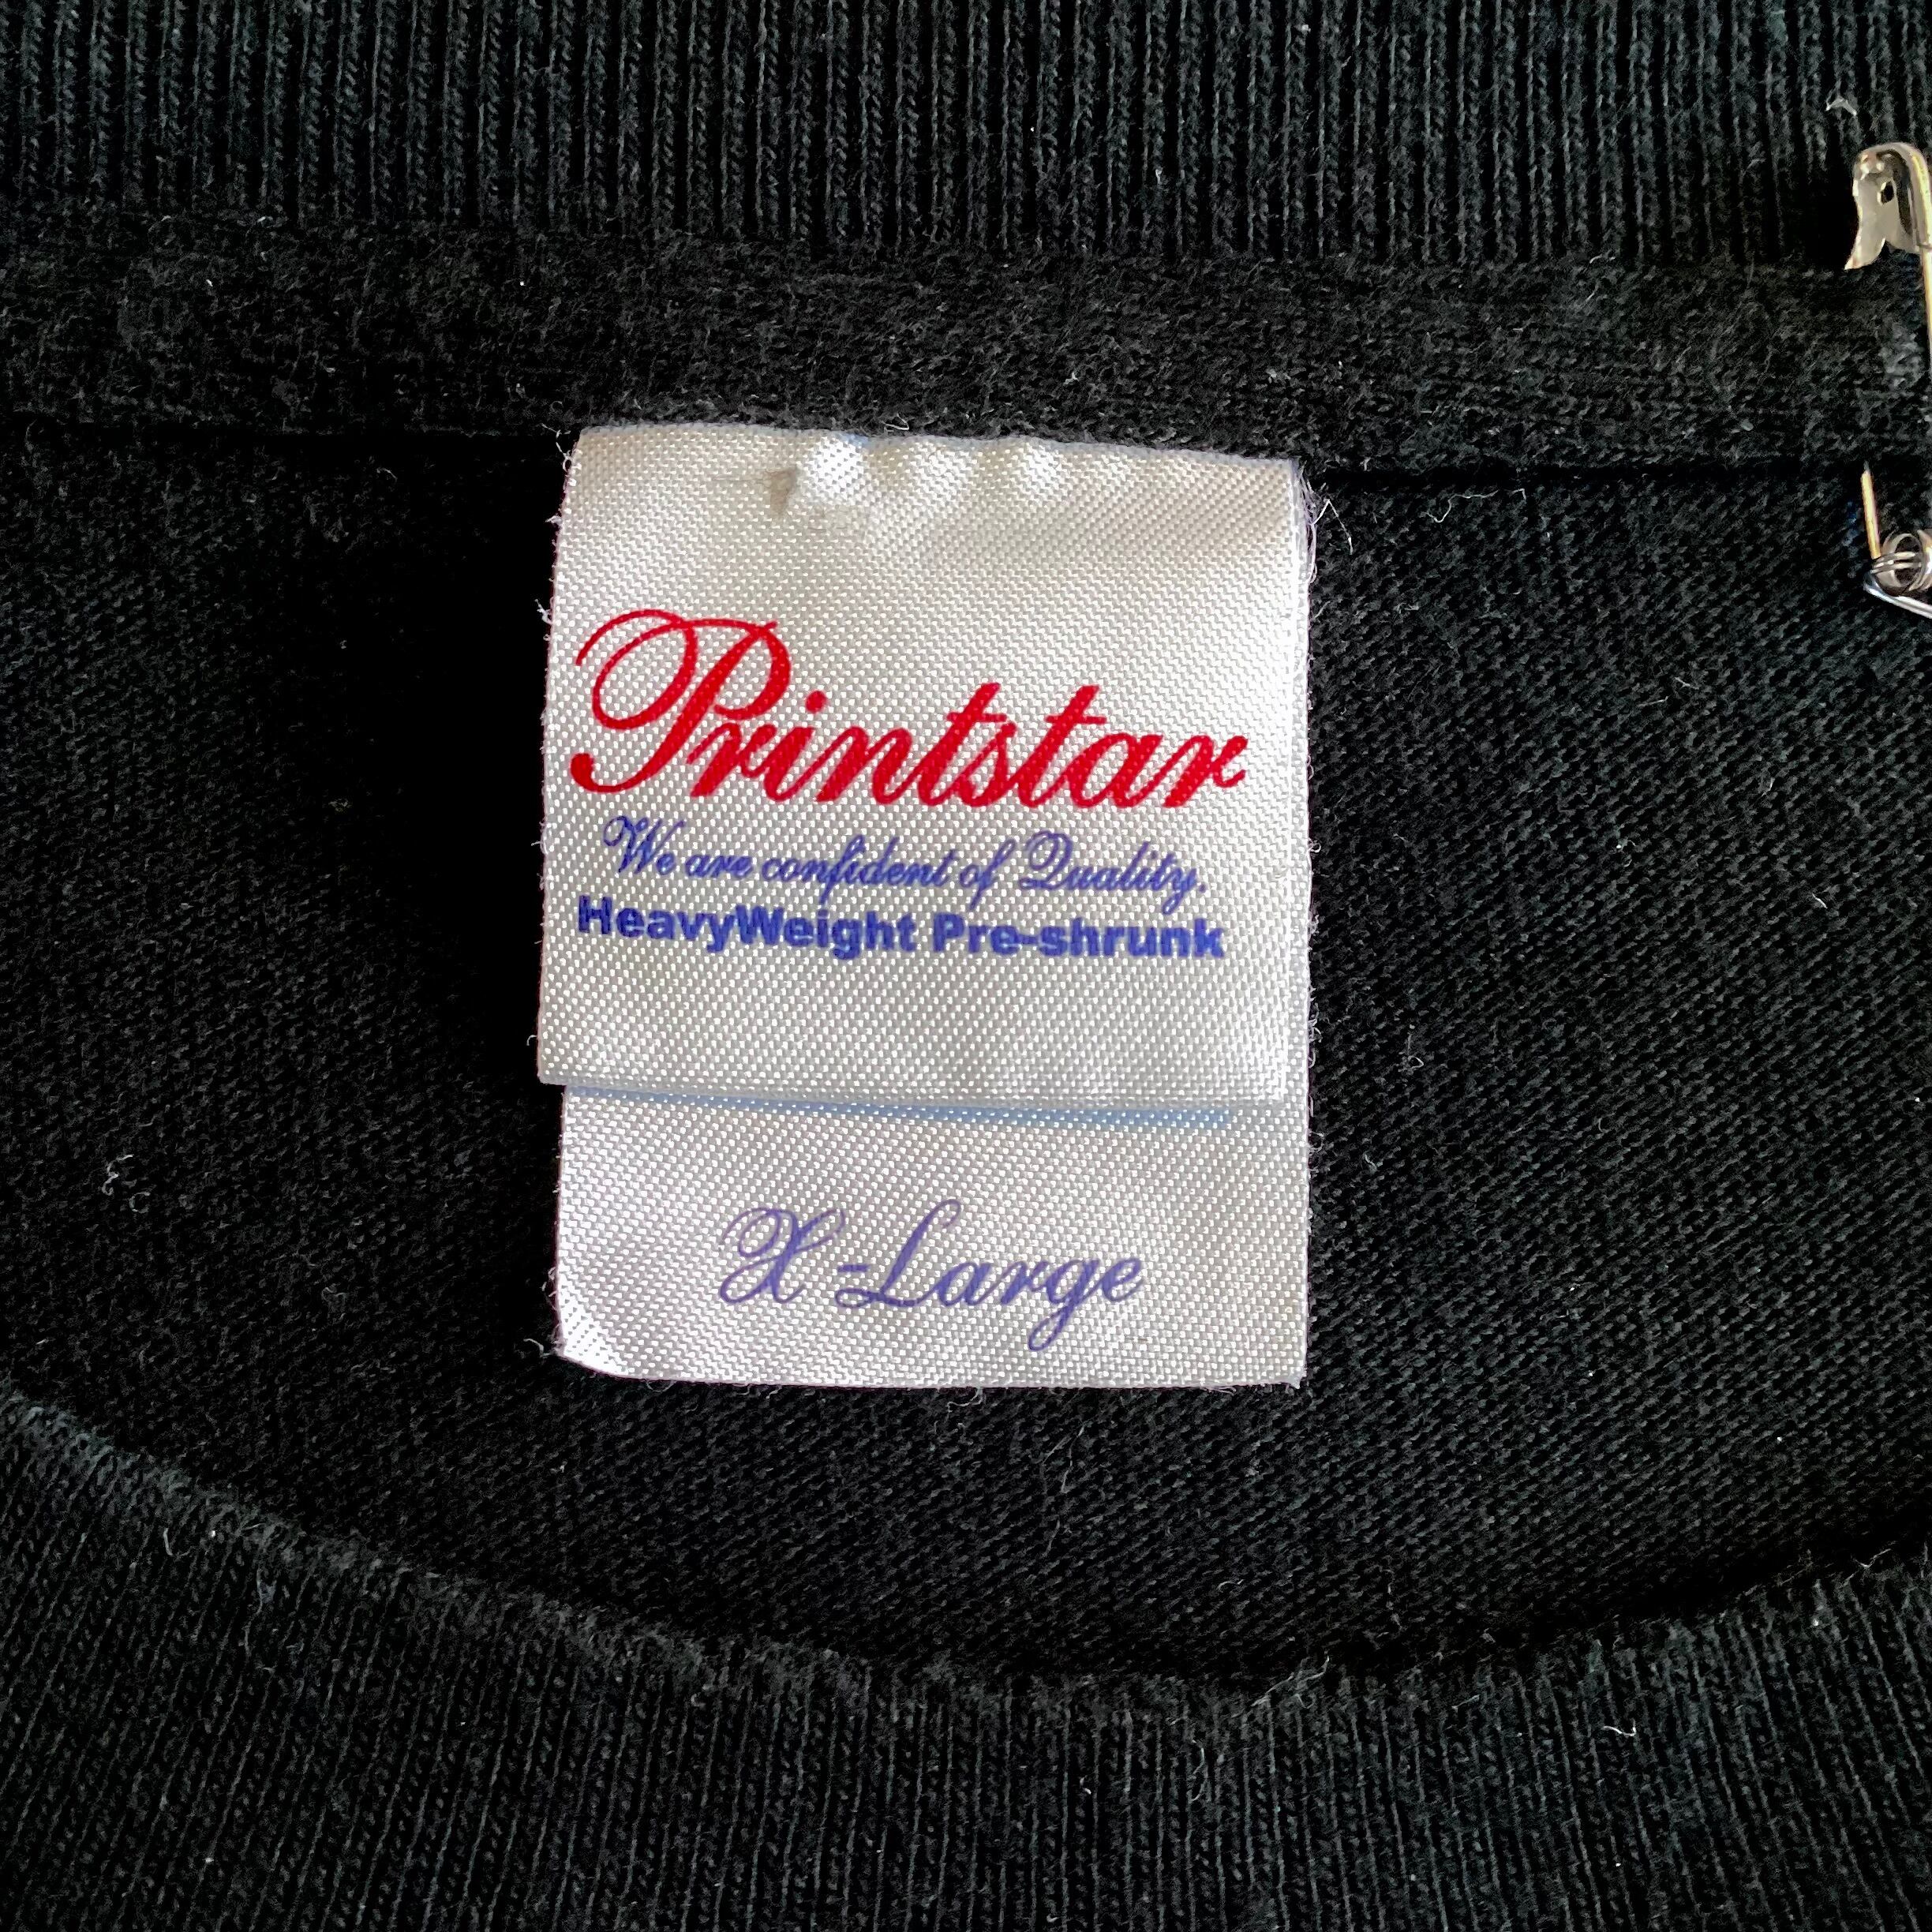 Printstar
We are confident of Quality.
HeavyWeight Pre-shrunk
X-Large